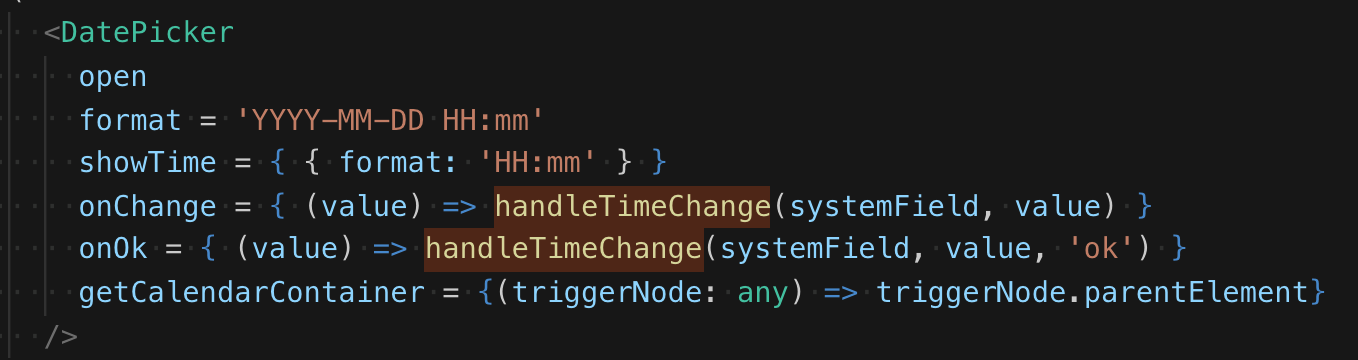 <DatePicker
open
format = 'YYYY-MM-DD HH:mm'
showTime = { { format: 'HH:mm' } }
onChange = { (value) => handleTimeChange(systemField, value) }
onOk = { (value) => handleTimeChange(systemField, value, 'ok') }
getCalendarContainer = {(triggerNode: any) => triggerNode.parentElement}
/>